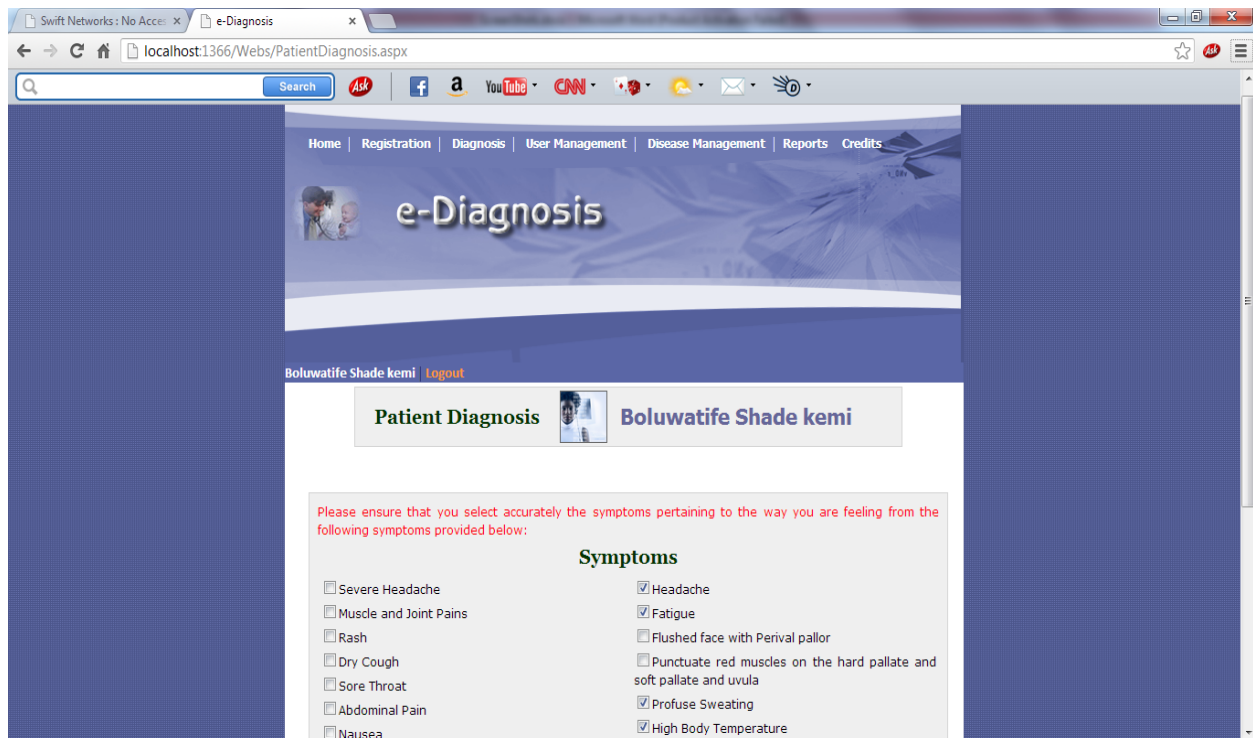 Swift Networks : No Acces
e-Diagnosis
localhost:1366/Webs/PatientDiagnosis.aspx
Ask
Search
Ask
f
a
YouTube
CNN
D
Home | Registration | Diagnosis | User Management | Disease Management | Reports Credits
e-Diagnosis
Boluwatife Shade kemi | Logout
Patient Diagnosis
Boluwatife Shade kemi
Please ensure that you select accurately the symptoms pertaining to the way you are feeling from the
following symptoms provided below:
Symptoms
Severe Headache
Muscle and Joint Pains
Rash
Dry Cough
Sore Throat
Abdominal Pain
Nausea
Headache
Fatigue
Flushed face with Perival pallor
Punctuate red muscles on the hard pallate and
soft pallate and uvula
Profuse Sweating
High Body Temperature